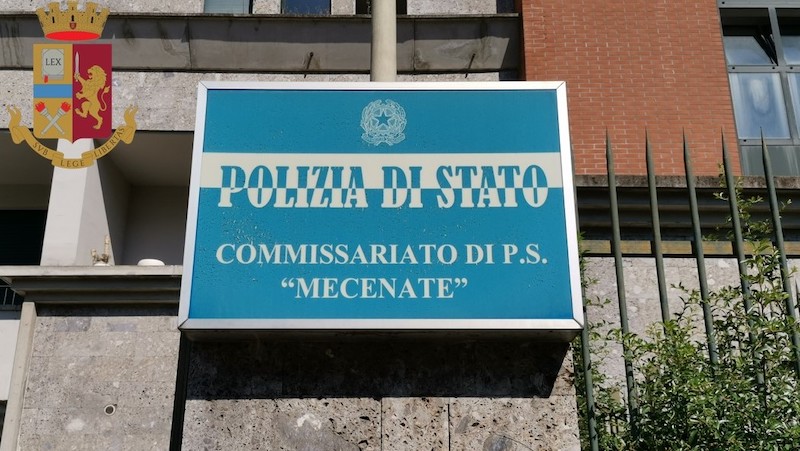 LEX
SVB LEGE LIBERTAS
POLIZIA DI STATO
COMMISSARIATO DI P.S.
“MECENATE”